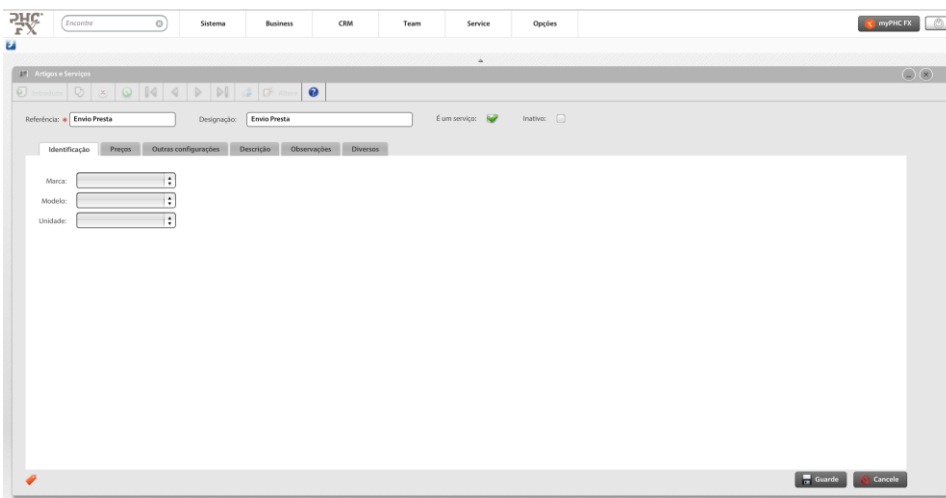 PHC FX
Encontre
Sistema
Business
CRM
Team
Service
Opções
myPHC FX
Artigos e Serviços
Introduzir
Altere
Referência: * Envio Presta
Designação: Envio Presta
É um serviço:
Inativo:
Identificação
Preços
Outras configurações
Descrição
Observações
Diversos
Marca:
Modelo:
Unidade:
Guarde
Cancele